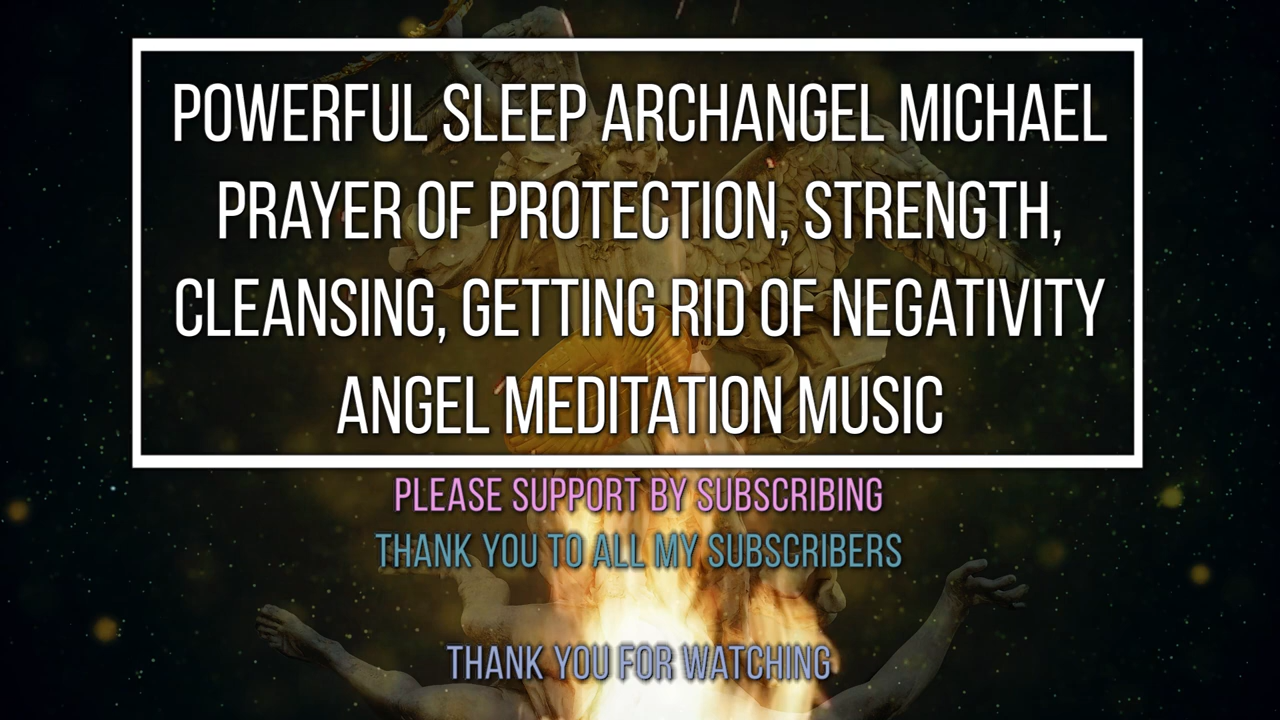 POWERFUL SLEEP ARCHANGEL MICHAEL
PRAYER OF PROTECTION, STRENGTH,
CLEANSING, GETTING RID OF NEGATIVITY
ANGEL MEDITATION MUSIC
PLEASE SUPPORT BY SUBSCRIBING
THANK YOU TO ALL MY SUBSCRIBERS
THANK YOU FOR WATCHING